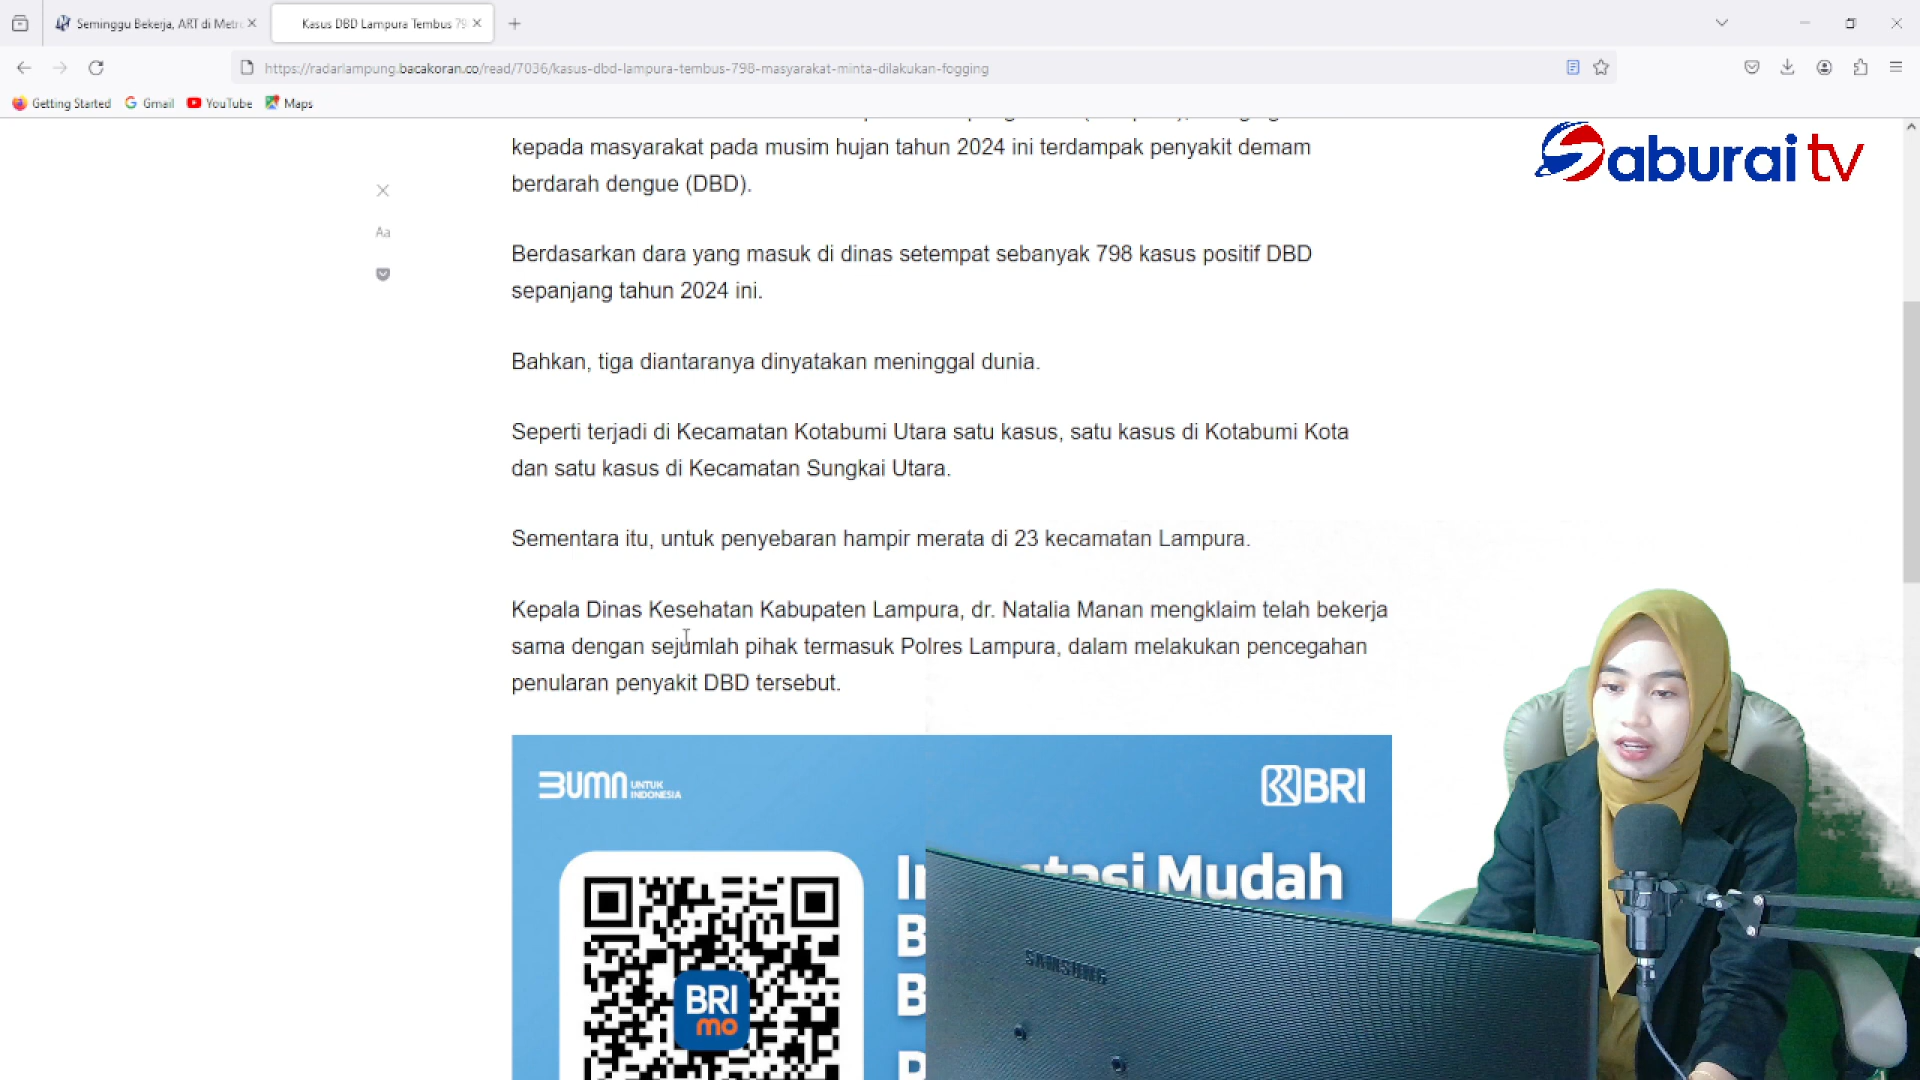 Seminggu Bekerja, ART di Metr
Kasus DBD Lampura Tembus 79
https://radarlampung.bacakoran.co/read/7036/kasus-dbd-lampura-tembus-798-masyarakat-minta-dilakukan-fogging
Getting Started
Gmail
YouTube
Maps
Saburai tv
kepada masyarakat pada musim hujan tahun 2024 ini terdampak penyakit demam
berdarah dengue (DBD).
Aa
Berdasarkan dara yang masuk di dinas setempat sebanyak 798 kasus positif DBD
sepanjang tahun 2024 ini.
Bahkan, tiga diantaranya dinyatakan meninggal dunia.
Seperti terjadi di Kecamatan Kotabumi Utara satu kasus, satu kasus di Kotabumi Kota
dan satu kasus di Kecamatan Sungkai Utara.
Sementara itu, untuk penyebaran hampir merata di 23 kecamatan Lampura.
Kepala Dinas Kesehatan Kabupaten Lampura, dr. Natalia Manan mengklaim telah bekerja
sama dengan sejumlah pihak termasuk Polres Lampura, dalam melakukan pencegahan
penularan penyakit DBD tersebut.
BUMN UNTUK
INDONESIA
BRI
Mudah
BRI
mo
SAMSUNG